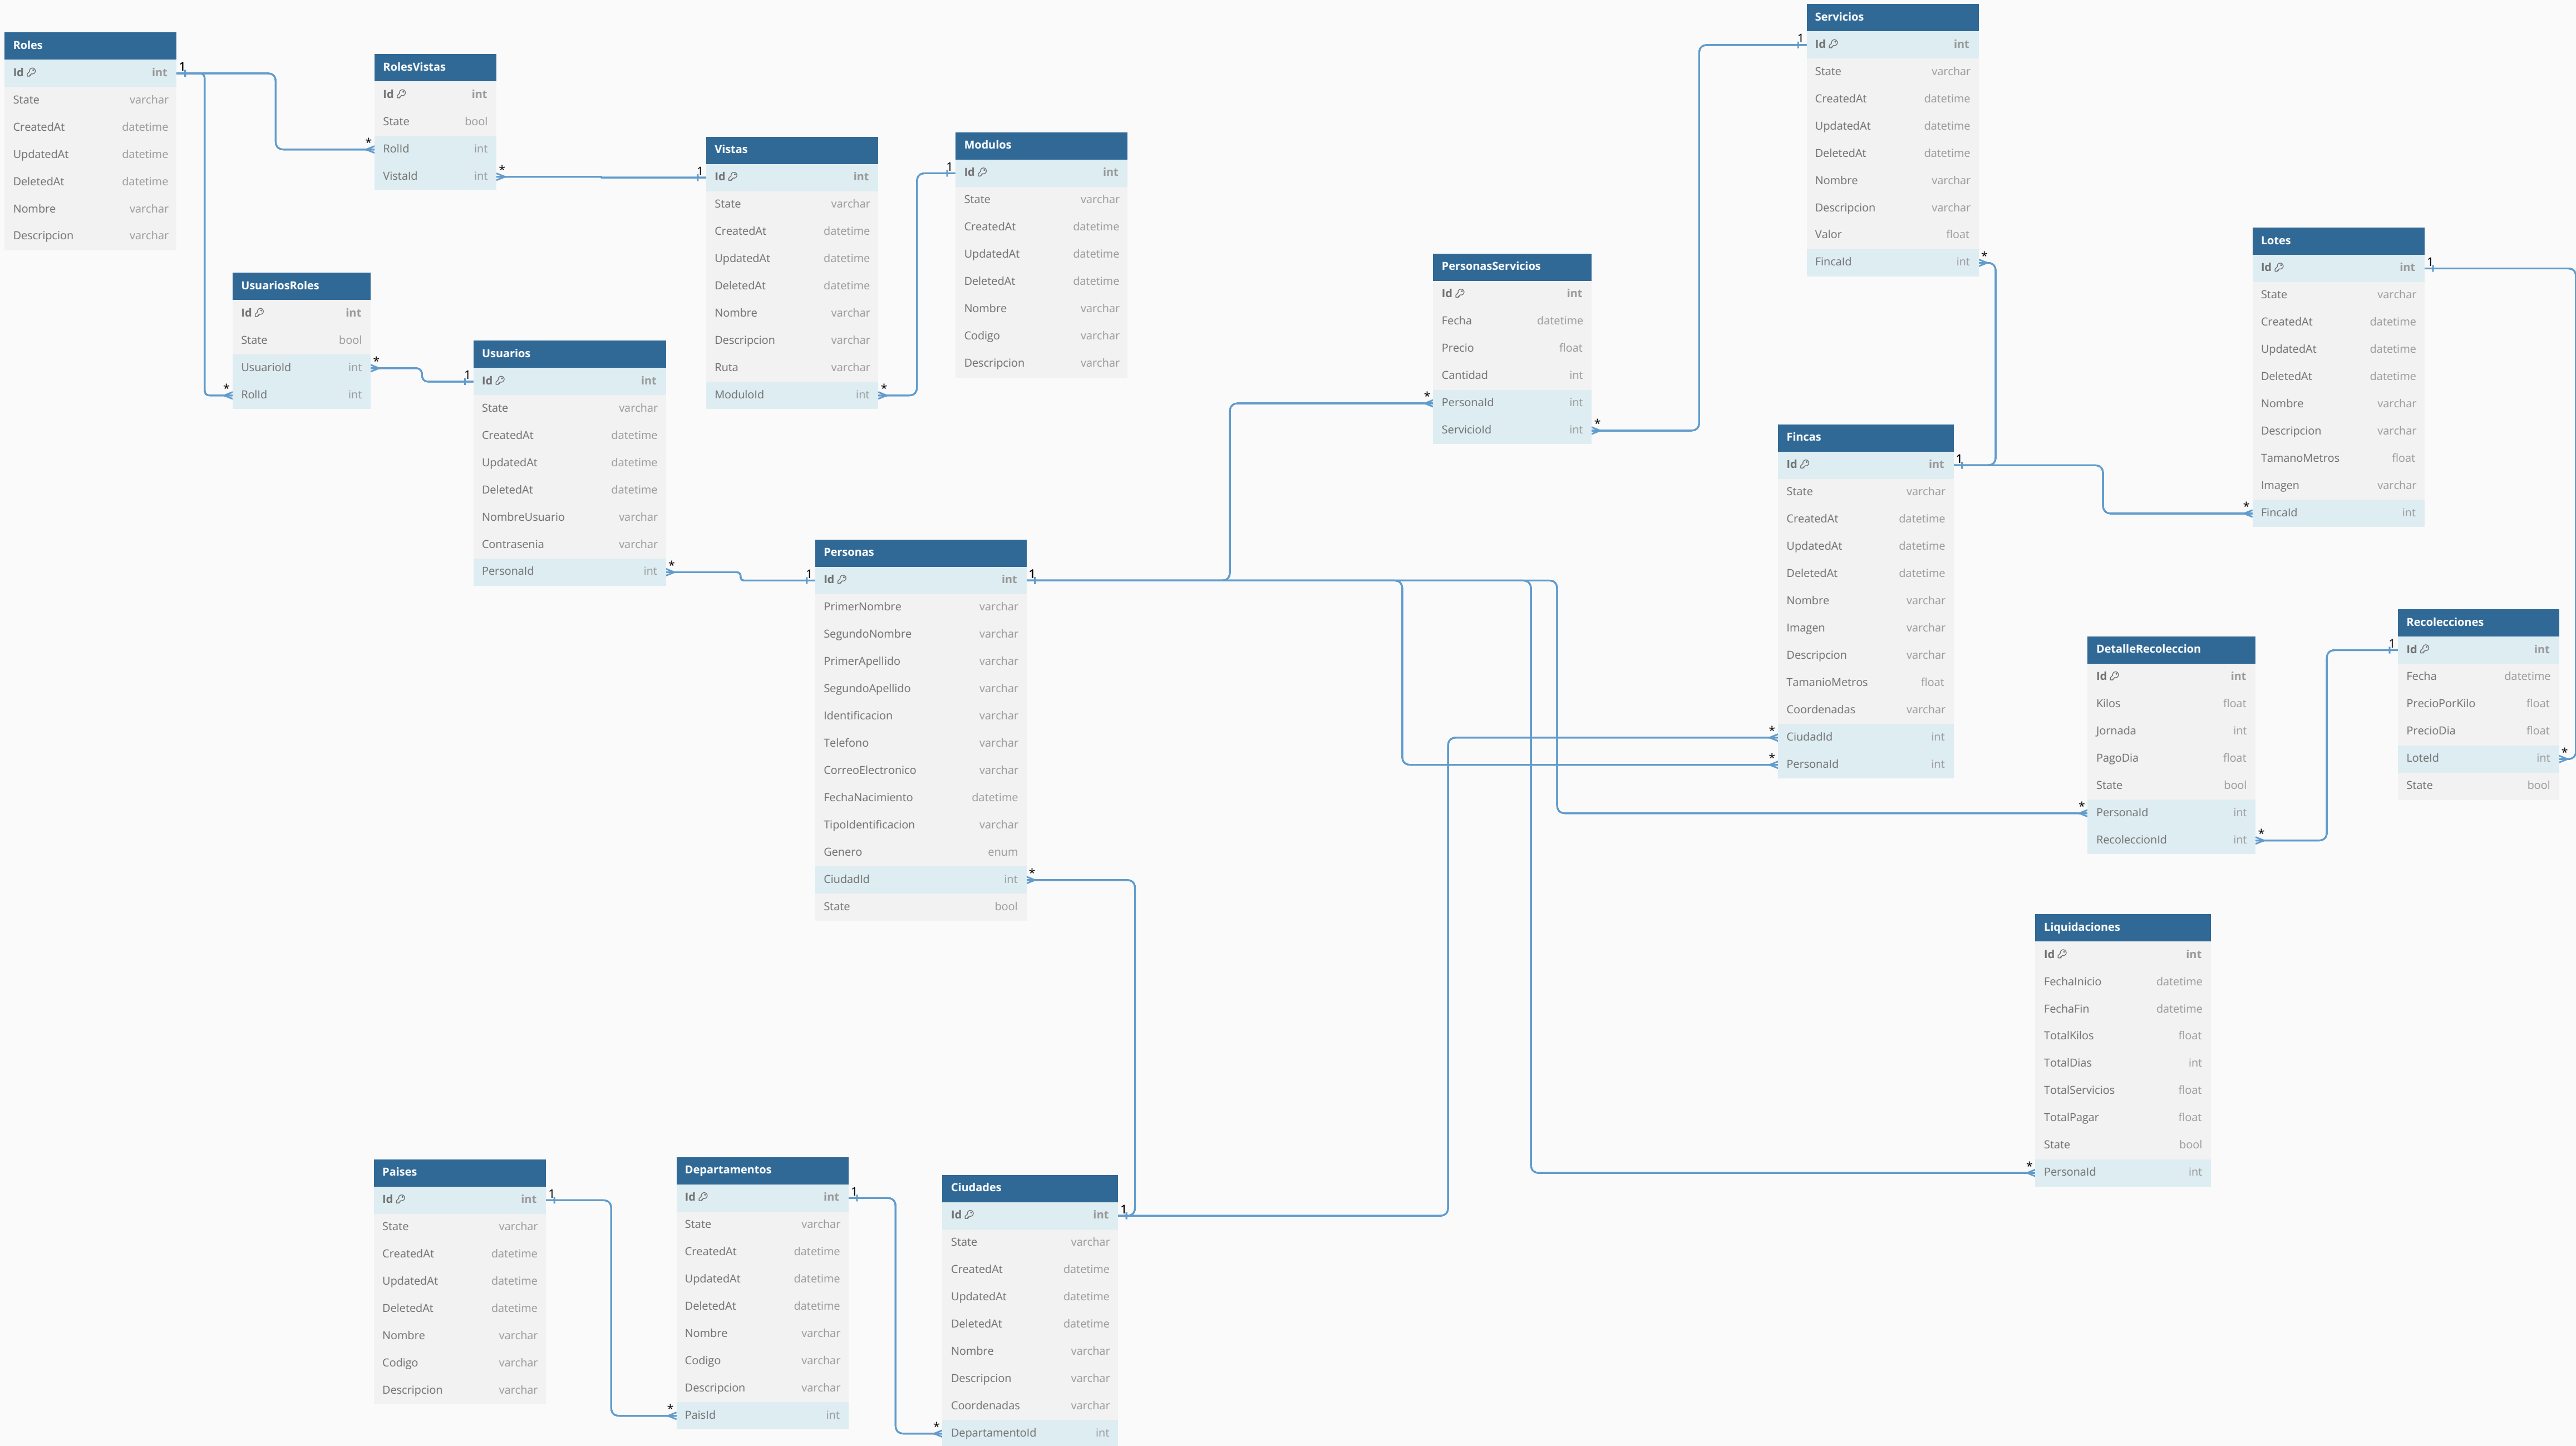 Roles
Id int
State varchar
CreatedAt datetime
UpdatedAt datetime
DeletedAt datetime
Nombre varchar
Descripcion varchar
1
*
*
RolesVistas
Id int
State bool
RolId int
VistaId int
*
1
UsuariosRoles
Id int
State bool
UsuarioId int
RolId int
*
1
Usuarios
Id int
State varchar
CreatedAt datetime
UpdatedAt datetime
DeletedAt datetime
NombreUsuario varchar
Contrasenia varchar
PersonaId int
*
1
Vistas
Id int
State varchar
CreatedAt datetime
UpdatedAt datetime
DeletedAt datetime
Nombre varchar
Descripcion varchar
Ruta varchar
ModuloId int
*
1
Modulos
Id int
State varchar
CreatedAt datetime
UpdatedAt datetime
DeletedAt datetime
Nombre varchar
Codigo varchar
Descripcion varchar
Personas
Id int
PrimerNombre varchar
SegundoNombre varchar
PrimerApellido varchar
SegundoApellido varchar
Identificacion varchar
Telefono varchar
CorreoElectronico varchar
FechaNacimiento datetime
TipoIdentificacion varchar
Genero enum
CiudadId int
State bool
1
*
PersonasServicios
Id int
Fecha datetime
Precio float
Cantidad int
PersonaId int
ServicioId int
*
*
1
Servicios
Id int
State varchar
CreatedAt datetime
UpdatedAt datetime
DeletedAt datetime
Nombre varchar
Descripcion varchar
Valor float
FincaId int
*
Fincas
Id int
State varchar
CreatedAt datetime
UpdatedAt datetime
DeletedAt datetime
Nombre varchar
Imagen varchar
Descripcion varchar
TamanioMetros float
Coordenadas varchar
CiudadId int
PersonaId int
1
*
*
Lotes
Id int
State varchar
CreatedAt datetime
UpdatedAt datetime
DeletedAt datetime
Nombre varchar
Descripcion varchar
TamanoMetros float
Imagen varchar
FincaId int
1
*
DetalleRecoleccion
Id int
Kilos float
Jornada int
PagoDia float
State bool
PersonaId int
RecoleccionId int
*
*
1
Recolecciones
Id int
Fecha datetime
PrecioPorKilo float
PrecioDia float
LoteId int
State bool
*
Liquidaciones
Id int
FechaInicio datetime
FechaFin datetime
TotalKilos float
TotalDias int
TotalServicios float
TotalPagar float
State bool
PersonaId int
*
Paises
Id int
State varchar
CreatedAt datetime
UpdatedAt datetime
DeletedAt datetime
Nombre varchar
Codigo varchar
Descripcion varchar
1
*
Departamentos
Id int
State varchar
CreatedAt datetime
UpdatedAt datetime
DeletedAt datetime
Nombre varchar
Codigo varchar
Descripcion varchar
PaisId int
1
*
Ciudades
Id int
State varchar
CreatedAt datetime
UpdatedAt datetime
DeletedAt datetime
Nombre varchar
Descripcion varchar
Coordenadas varchar
DepartamentoId int
1